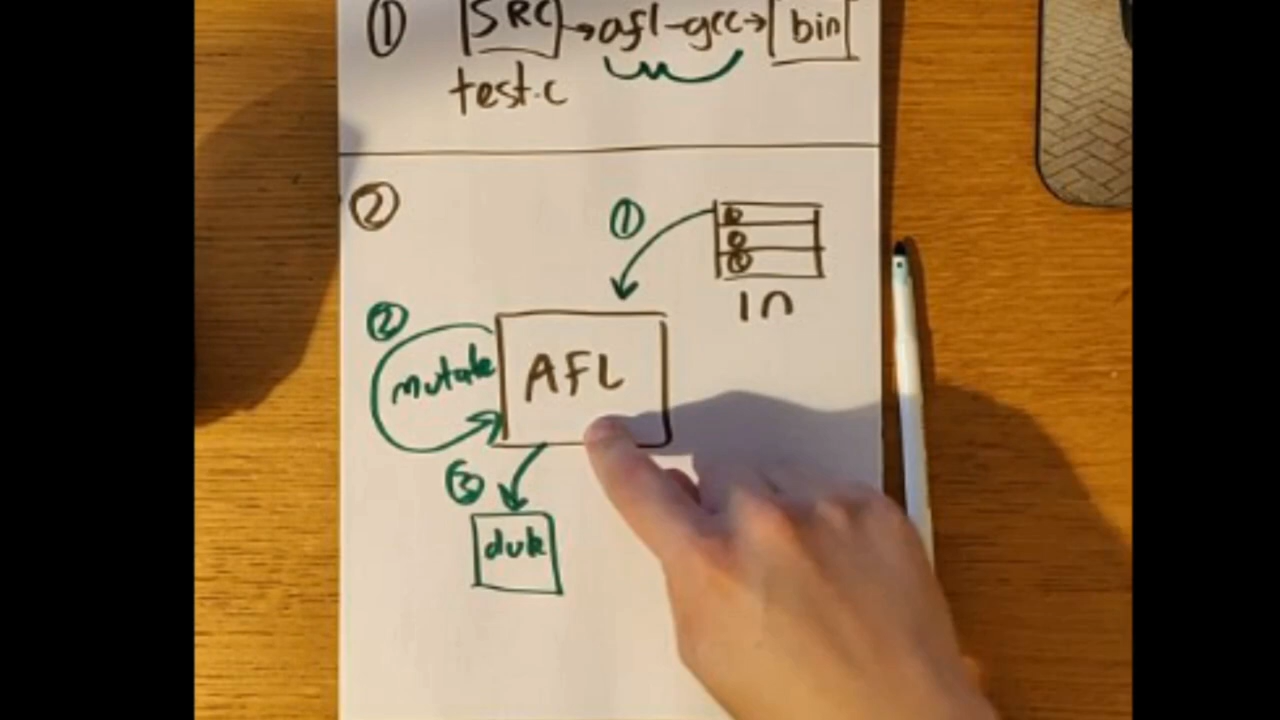 ① SRC → afl-gcc → bin
test.c
②
①
in
②
mutate
AFL
③
duk